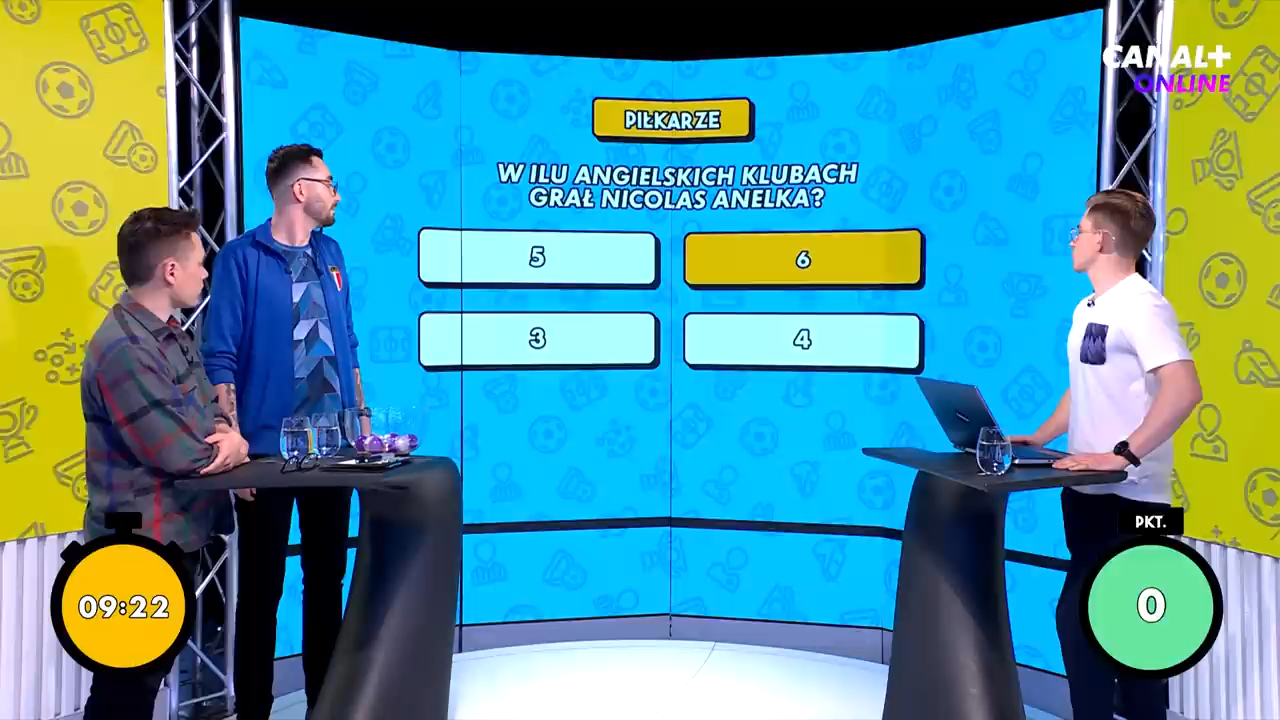 CANAL+
ONLINE
PIŁKARZE
W ILU ANGIELSKICH KLUBACH
GRAŁ NICOLAS ANELKA?
5
6
3
4
PKT.
09:22
0